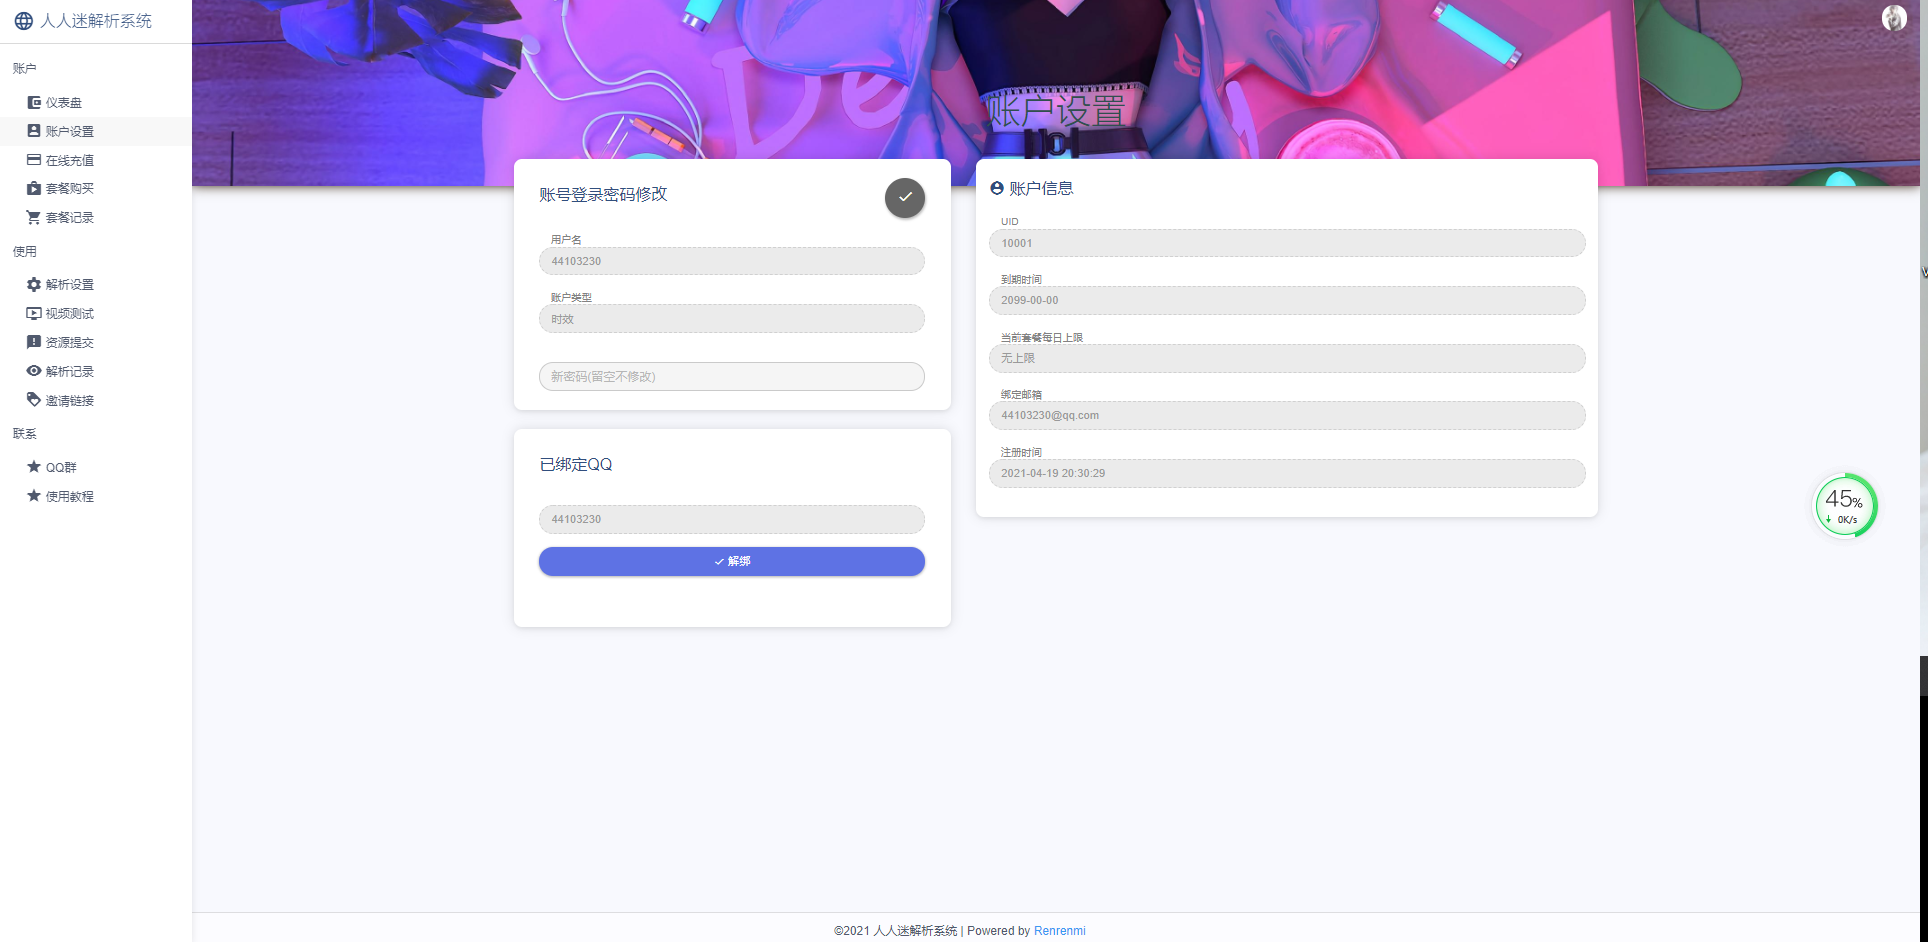 人人迷解析系统
账户
仪表盘
账户设置
在线充值
套餐购买
套餐记录
使用
解析设置
视频测试
资源提交
解析记录
邀请链接
联系
QQ群
使用教程
De
账户设置
账号登录密码修改
用户名
44103230
账户类型
时效
新密码(留空不修改)
已绑定QQ
44103230
解绑
账户信息
UID
10001
到期时间
2099-00-00
当前套餐每日上限
无上限
绑定邮箱
44103230@qq.com
注册时间
2021-04-19 20:30:29
45%
0K/s
©2021 人人迷解析系统 | Powered by Renrenmi